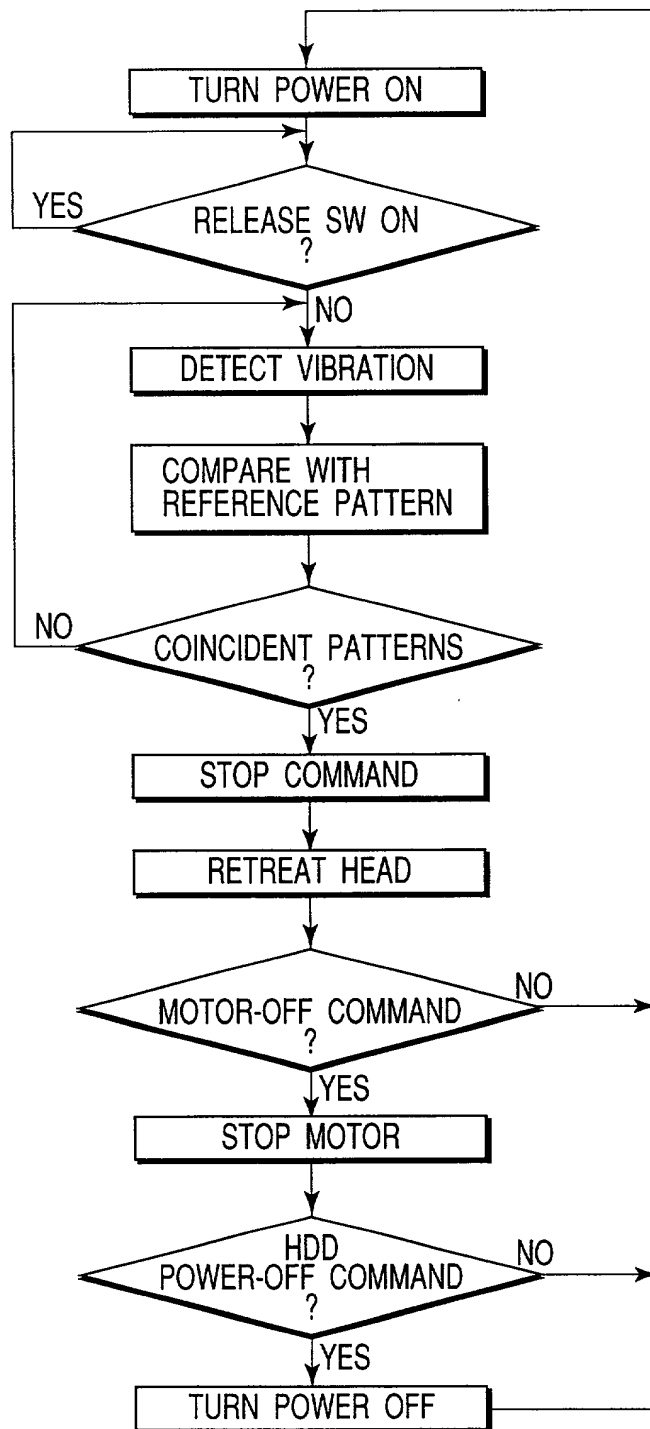 TURN POWER ON
YES
RELEASE SW ON
?
NO
DETECT VIBRATION
COMPARE WITH
REFERENCE PATTERN
NO
COINCIDENT PATTERNS
?
YES
STOP COMMAND
RETREAT HEAD
NO
MOTOR-OFF COMMAND
?
YES
STOP MOTOR
HDD
NO
POWER-OFF COMMAND
?
YES
TURN POWER OFF